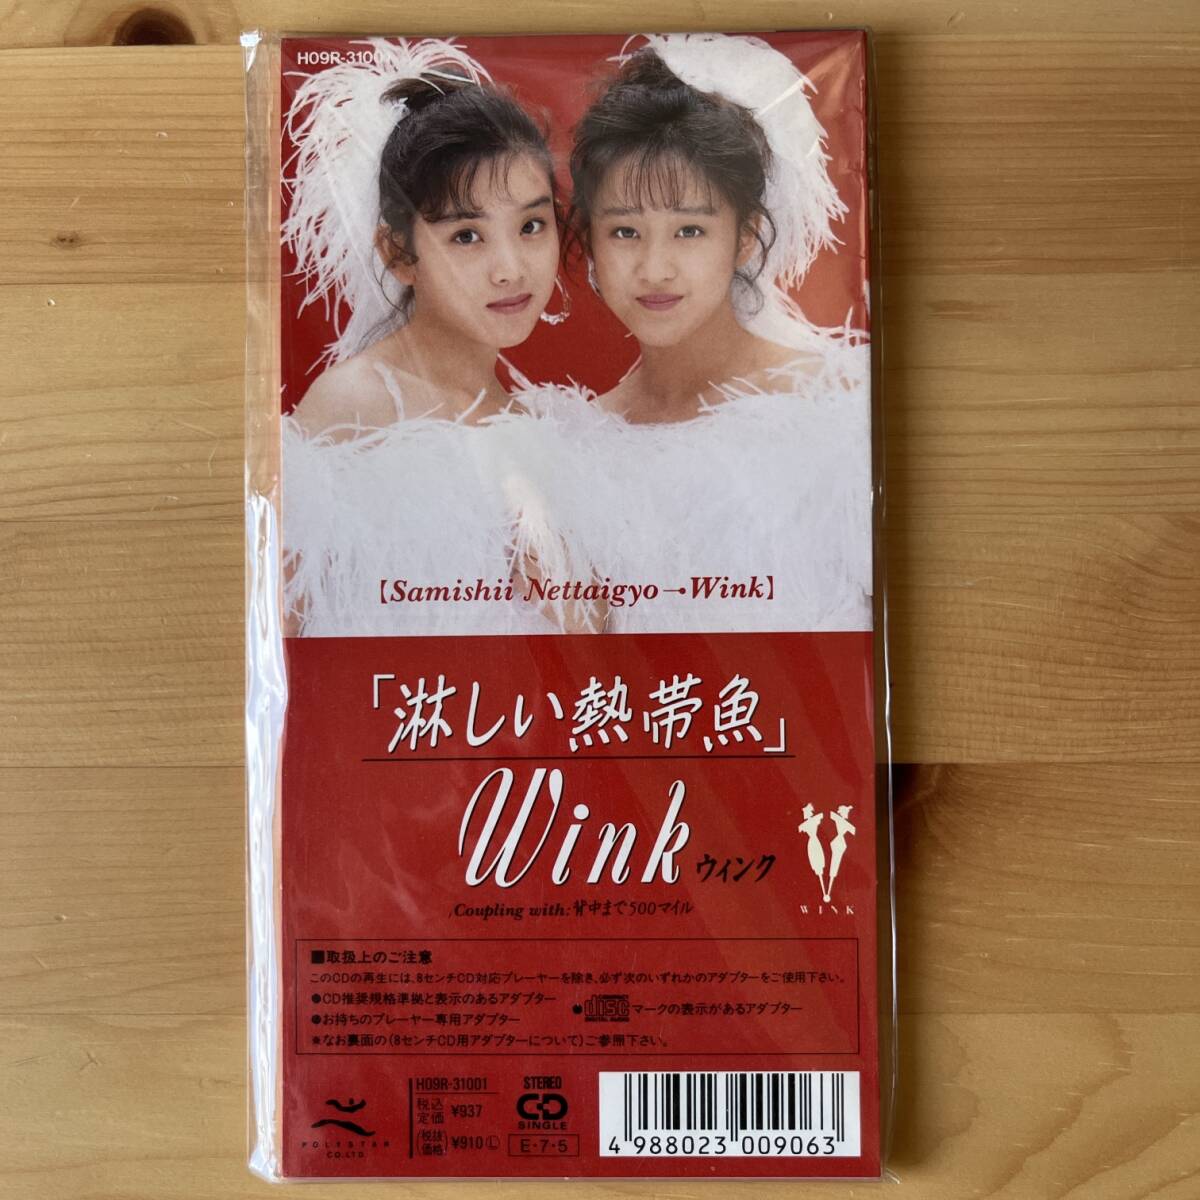 H09R-31001
【Samishii Nettaigyo→Wink】
「淋しい熱帯魚」
Wink
ウィンク
WINK
Coupling with: 背中まで500マイル
■取扱上のご注意
このCDの再生には、8センチCD対応プレーヤーを除き、必ず次のいずれかのアダプターをご使用下さい。
●CD推奨規格準拠と表示のあるアダプター ●COMPACT disc DIGITAL AUDIO マークの表示があるアダプター
●お持ちのプレーヤー専用アダプター
※なお裏面の(8センチCD用アダプターについて)ご参照下さい。
POLYSTAR
CO.LTD.
H09R-31001
税込定価 ¥937
(税抜価格) ¥910 Ⓛ
STEREO
CD
SINGLE
E-7-5
4 988023 009063